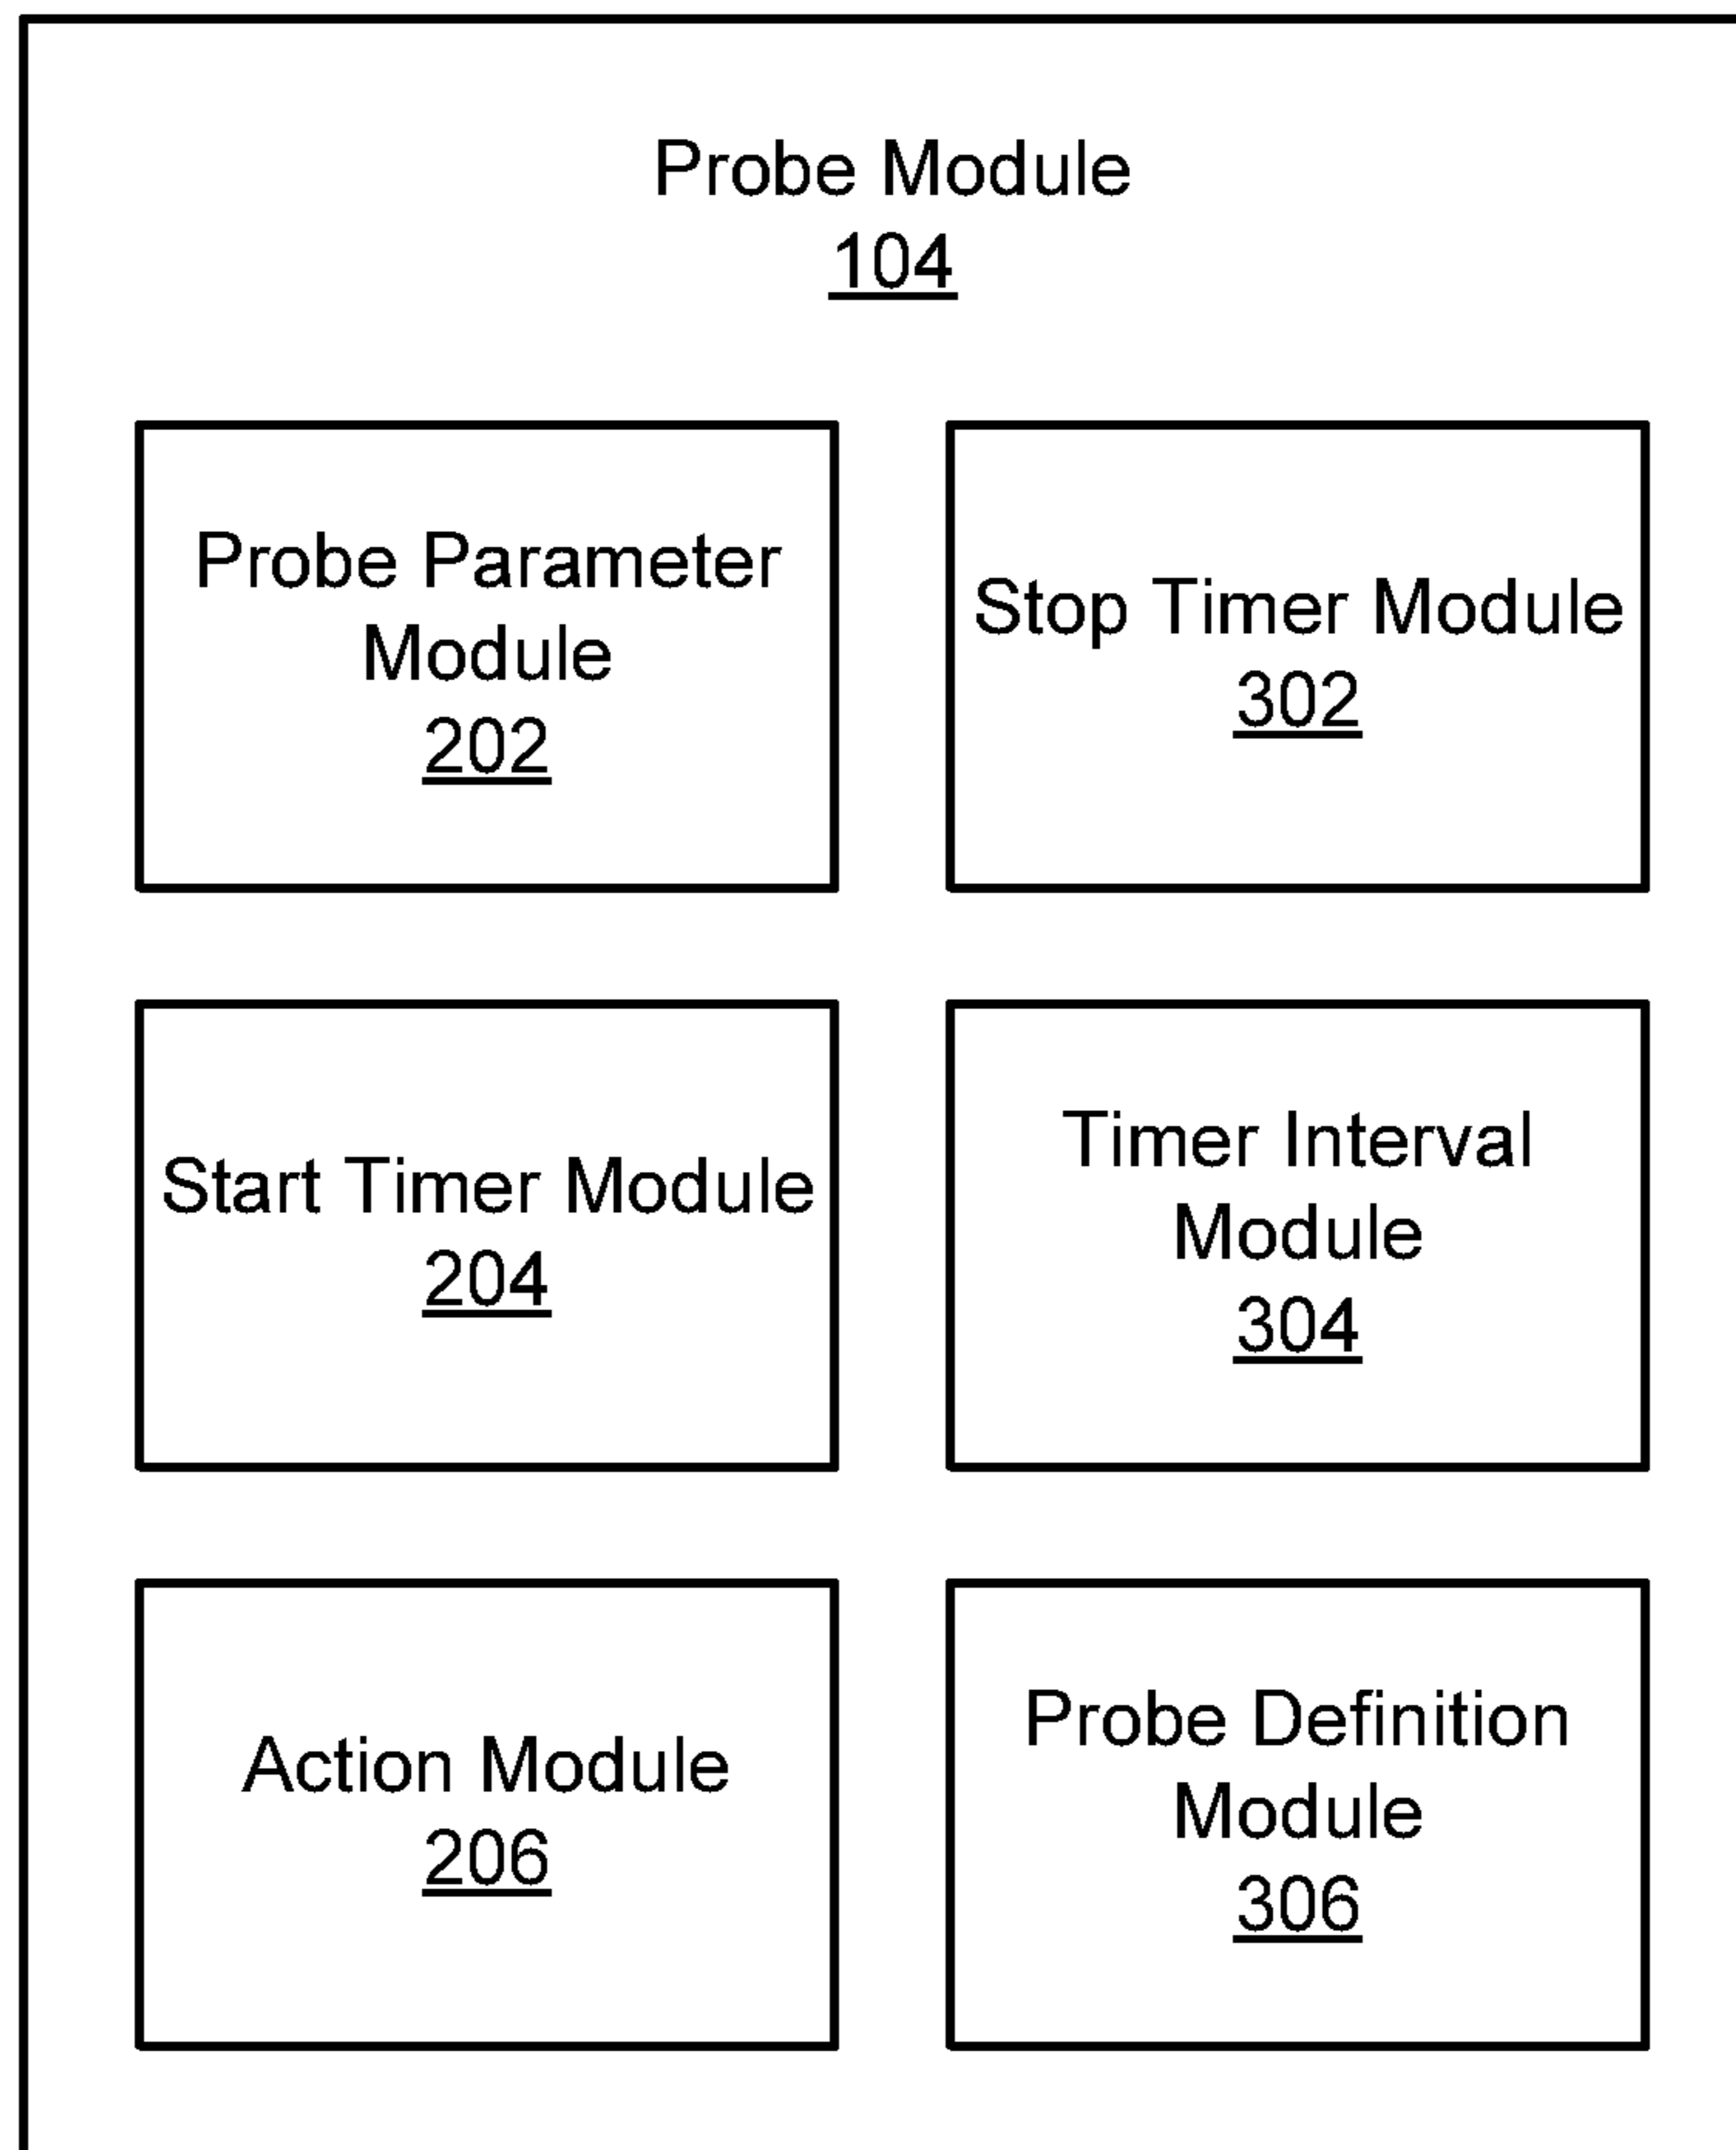 Probe Module
104
Probe Parameter
Module
202
Stop Timer Module
302
Start Timer Module
204
Timer Interval
Module
304
Action Module
206
Probe Definition
Module
306